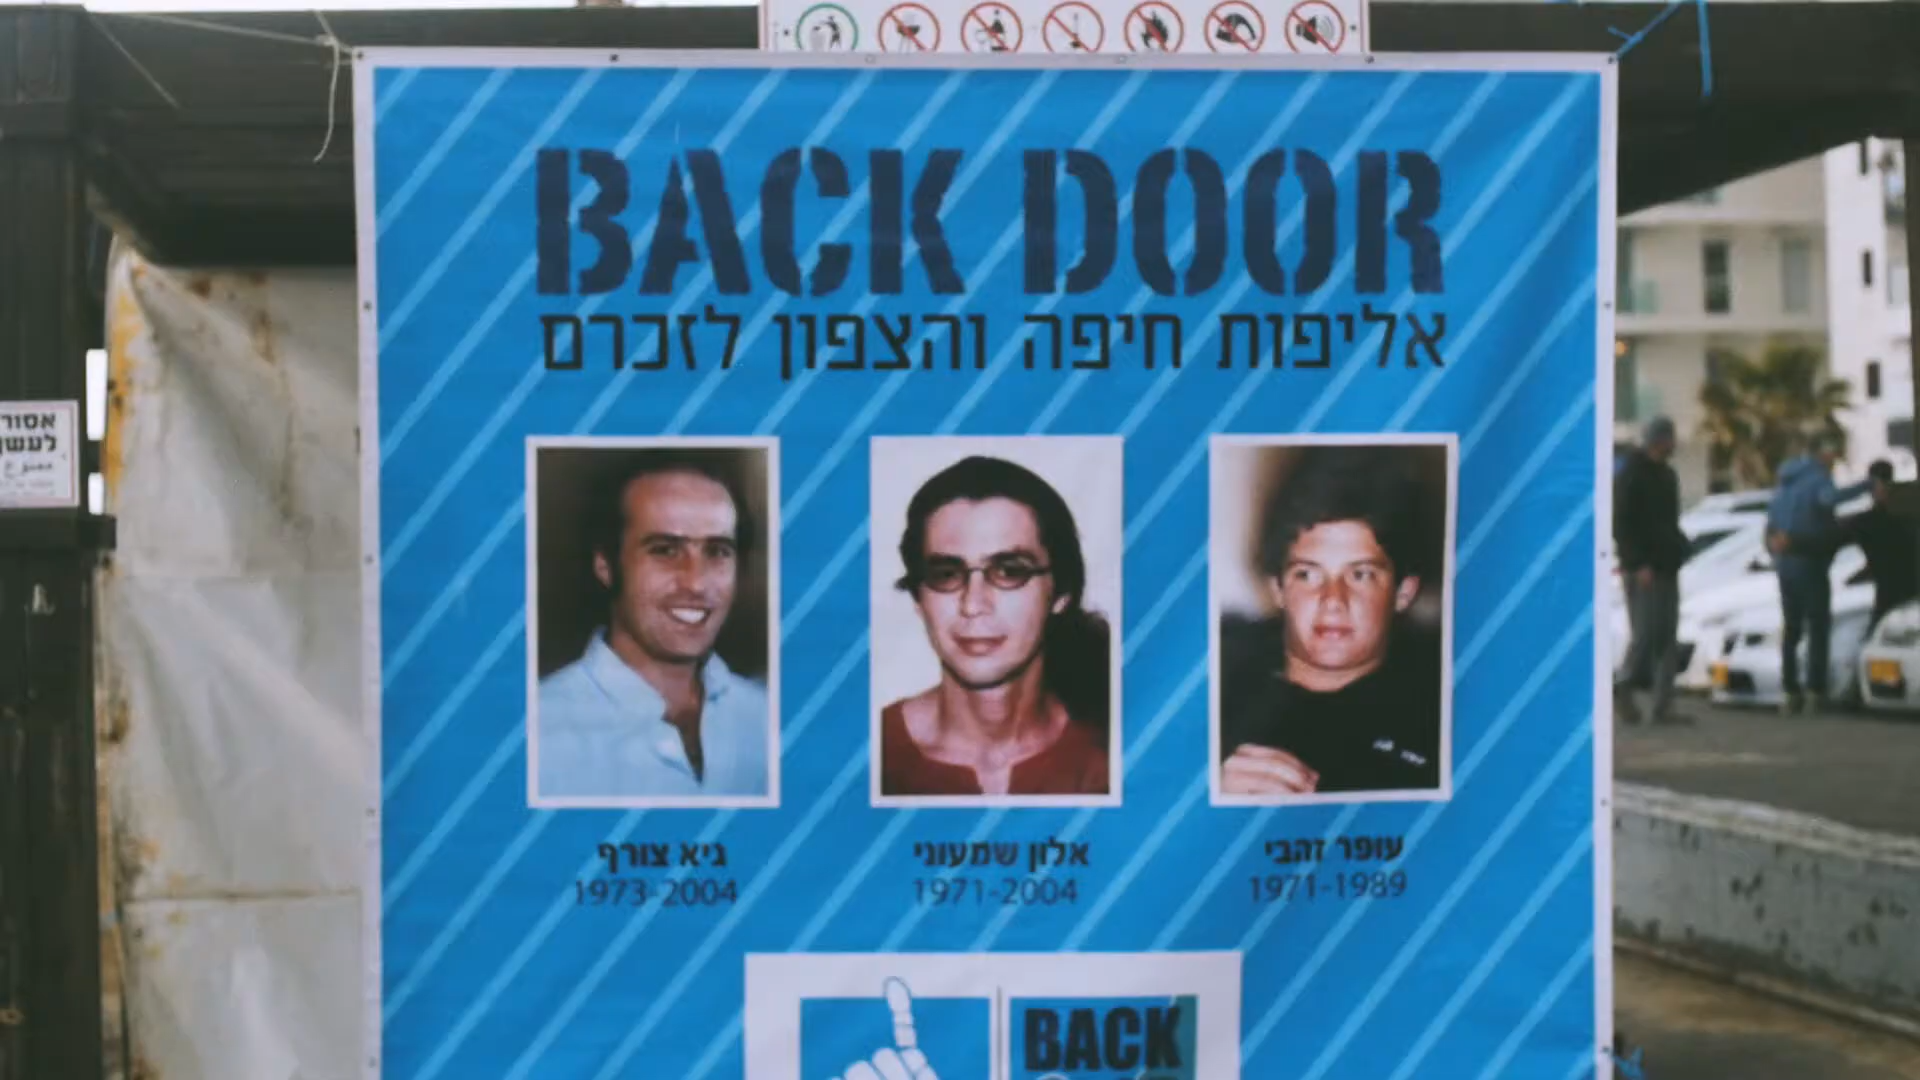 BACK DOOR
אליפות חיפה והצפון לזכרם
עופר זהבי
1971-1989
אלון שמעוני
1971-2004
גיא צורף
1973-2004
BACK
אסור
לעשן